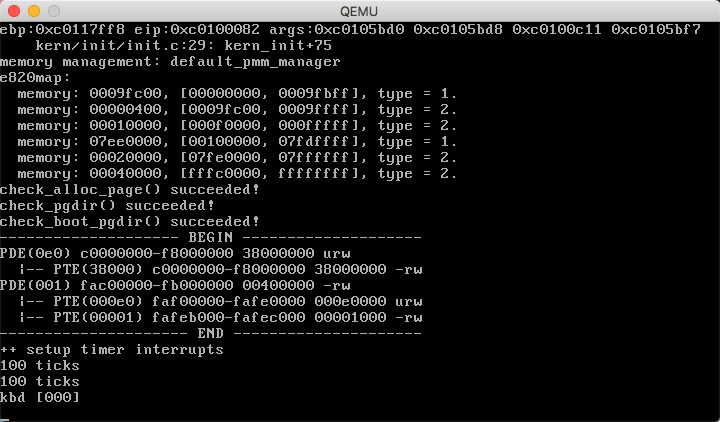 QEMU
ebp:0xc0117ff8 eip:0xc0100082 args:0xc0105bd0 0xc0105bd8 0xc0100c11 0xc0105bf7
    kern/init/init.c:29: kern_init+75
memory management: default_pmm_manager
e820map:
  memory: 0009fc00, [00000000, 0009fbff], type = 1.
  memory: 00000400, [0009fc00, 0009ffff], type = 2.
  memory: 00010000, [000f0000, 000fffff], type = 2.
  memory: 07ee0000, [00100000, 07fdffff], type = 1.
  memory: 00020000, [07fe0000, 07ffffff], type = 2.
  memory: 00040000, [fffc0000, ffffffff], type = 2.
check_alloc_page() succeeded!
check_pgdir() succeeded!
check_boot_pgdir() succeeded!
-------------------- BEGIN --------------------
PDE(0e0) c0000000-f8000000 38000000 urw
  |-- PTE(38000) c0000000-f8000000 38000000 -rw
PDE(001) fac00000-fb000000 00400000 -rw
  |-- PTE(000e0) faf00000-fafe0000 000e0000 urw
  |-- PTE(00001) fafeb000-fafec000 00001000 -rw
--------------------- END ---------------------
++ setup timer interrupts
100 ticks
100 ticks
kbd [000]
_